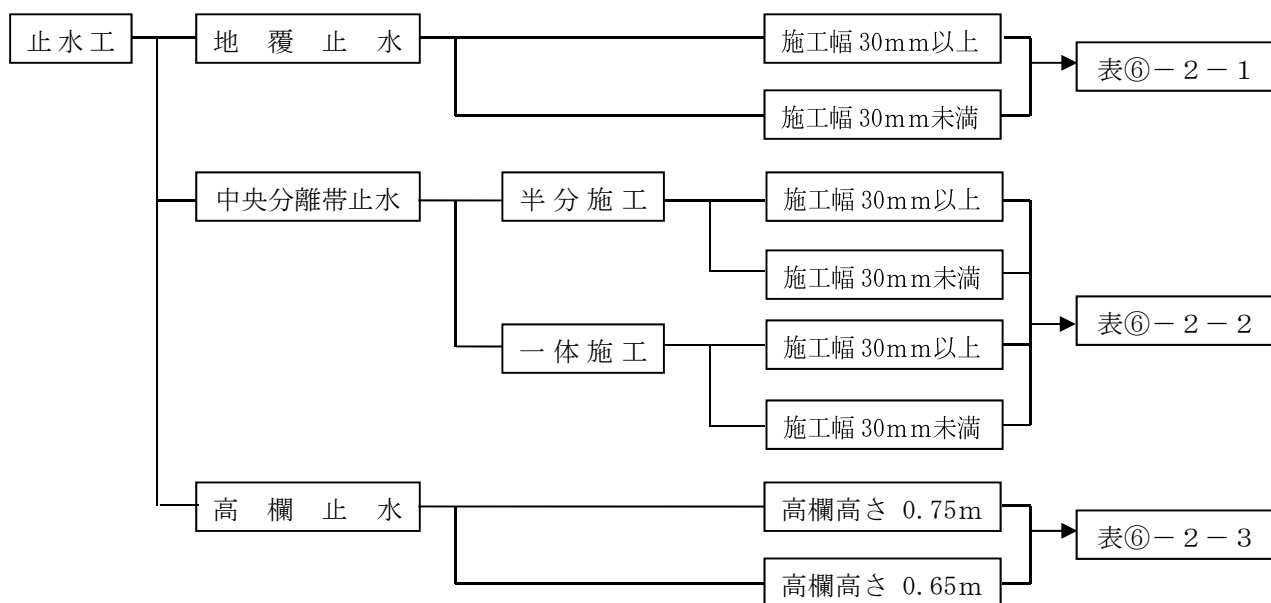 止水工
地覆止水
施工幅 30mm以上
表⑥－２－１
施工幅 30mm未満
中央分離帯止水
半分施工
施工幅 30mm以上
施工幅 30mm未満
表⑥－２－２
一体施工
施工幅 30mm以上
施工幅 30mm未満
高欄止水
高欄高さ 0.75m
表⑥－２－３
高欄高さ 0.65m